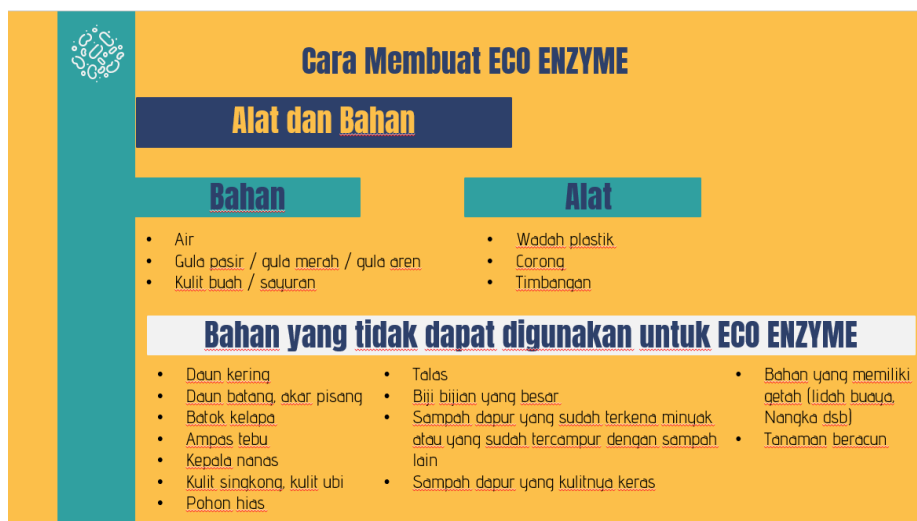 Cara Membuat ECO ENZYME
Alat dan Bahan
Bahan
• Air
• Gula pasir / gula merah / gula aren
• Kulit buah / sayuran
Alat
• Wadah plastik
• Corong
• Timbangan
Bahan yang tidak dapat digunakan untuk ECO ENZYME
• Daun kering
• Daun batang, akar pisang
• Batok kelapa
• Ampas tebu
• Kepala nanas
• Kulit singkong, kulit ubi
• Pohon hias
• Talas
• Biji bijian yang besar
• Sampah dapur yang sudah terkena minyak
atau yang sudah tercampur dengan sampah
lain
• Sampah dapur yang kulitnya keras
• Bahan yang memiliki
getah (lidah buaya,
Nangka dsb)
• Tanaman beracun